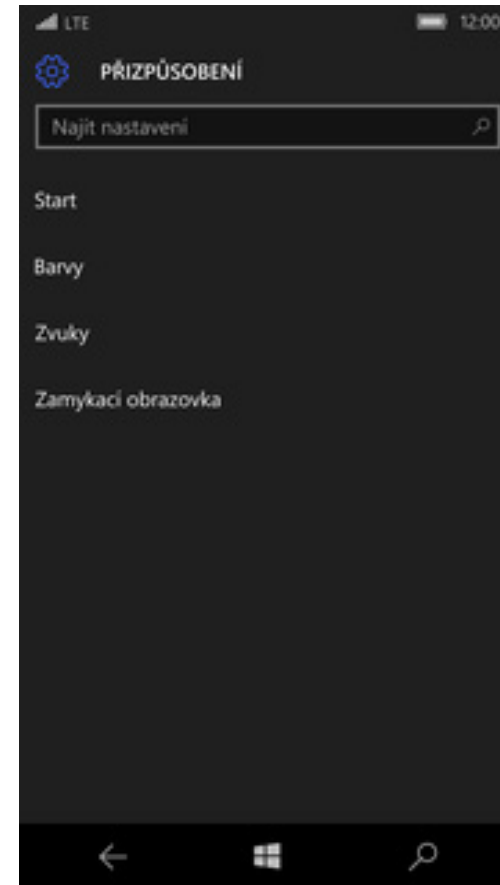 LTE 12:00
PŘIZPŮSOBENÍ
Najít nastavení
Start
Barvy
Zvuky
Zamykací obrazovka